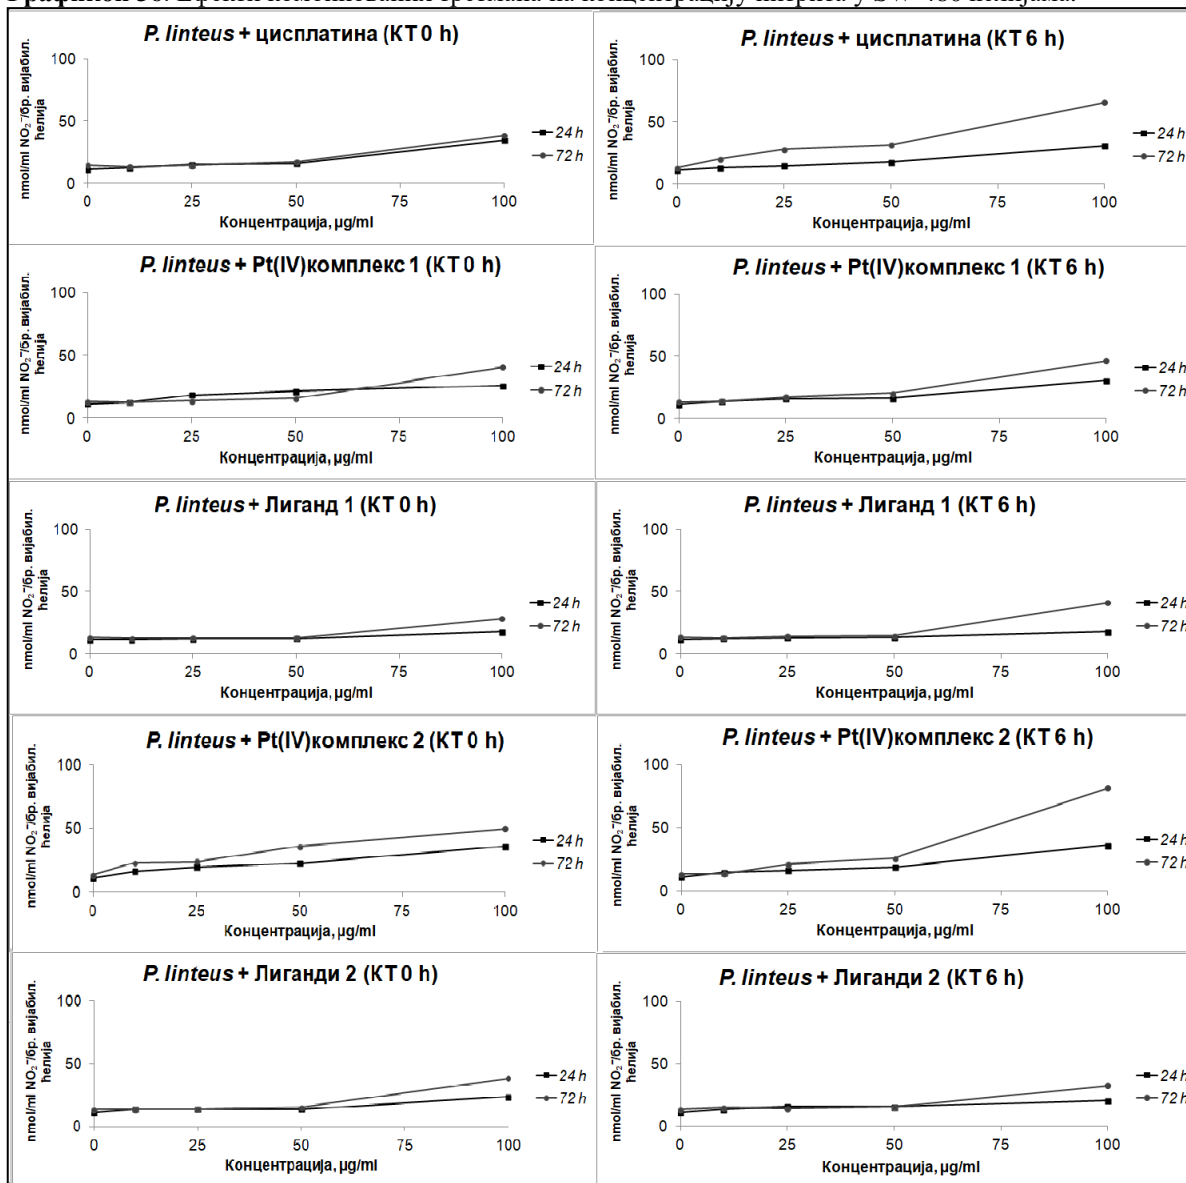 P. linteus + цисплатина (КТ 0 h)
nmol/ml NO₂⁻/бр. вијабил. ћелија
100
50
0
0 25 50 75 100
Концентрација, µg/ml
24 h
72 h
P. linteus + цисплатина (КТ 6 h)
nmol/ml NO₂⁻/бр. вијабил. ћелија
100
50
0
0 25 50 75 100
Концентрација, µg/ml
24 h
72 h
P. linteus + Pt(IV)комплекс 1 (КТ 0 h)
nmol/ml NO₂⁻/бр. вијабил. ћелија
100
50
0
0 25 50 75 100
Концентрација, µg/ml
24 h
72 h
P. linteus + Pt(IV)комплекс 1 (КТ 6 h)
nmol/ml NO₂⁻/бр. вијабил. ћелија
100
50
0
0 25 50 75 100
Концентрација, µg/ml
24 h
72 h
P. linteus + Лиганд 1 (КТ 0 h)
nmol/ml NO₂⁻/бр. вијабил. ћелија
100
50
0
0 25 50 75 100
Концентрација, µg/ml
24 h
72 h
P. linteus + Лиганд 1 (КТ 6 h)
nmol/ml NO₂⁻/бр. вијабил. ћелија
100
50
0
0 25 50 75 100
Концентрација, µg/ml
24 h
72 h
P. linteus + Pt(IV)комплекс 2 (КТ 0 h)
nmol/ml NO₂⁻/бр. вијабил. ћелија
100
50
0
0 25 50 75 100
Концентрација, µg/ml
24 h
72 h
P. linteus + Pt(IV)комплекс 2 (КТ 6 h)
nmol/ml NO₂⁻/бр. вијабил. ћелија
100
50
0
0 25 50 75 100
Концентрација, µg/ml
24 h
72 h
P. linteus + Лиганди 2 (КТ 0 h)
nmol/ml NO₂⁻/бр. вијабил. ћелија
100
50
0
0 25 50 75 100
Концентрација, µg/ml
24 h
72 h
P. linteus + Лиганди 2 (КТ 6 h)
nmol/ml NO₂⁻/бр. вијабил. ћелија
100
50
0
0 25 50 75 100
Концентрација, µg/ml
24 h
72 h